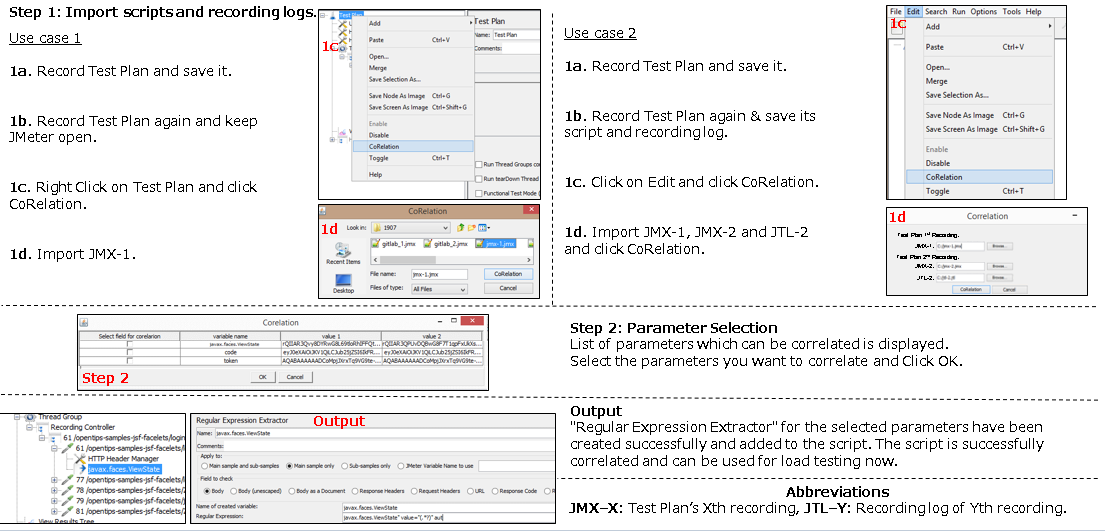 Step 1: Import scripts and recording logs.
Use case 1
1a. Record Test Plan and save it.
1b. Record Test Plan again and keep
JMeter open.
1c. Right Click on Test Plan and click
CoRelation.
1d. Import JMX-1.
1c
Test Plan
Add
Paste Ctrl+V
Open...
Merge
Save Selection As...
Save Node As Image Ctrl+G
Save Screen As Image Ctrl+Shift+G
Enable
Disable
CoRelation
Toggle Ctrl+T
Help
Test Plan
Name: Test Plan
Comments:
Run Thread Groups co
Run tearDown Thread
Functional Test Mode (
CoRelation
1d
Look in: 1907
gitlab_1.jmx gitlab_2.jmx jmx-1.jmx
Recent Items
Desktop
File name: jmx-1.jmx CoRelation
Files of type: All Files Cancel
Use case 2
1a. Record Test Plan and save it.
1b. Record Test Plan again & save its
script and recording log.
1c. Click on Edit and click CoRelation.
1d. Import JMX-1, JMX-2 and JTL-2
and click CoRelation.
File Edit Search Run Options Tools Help
1c
Add
Paste Ctrl+V
Open...
Merge
Save Selection As...
Save Node As Image Ctrl+G
Save Screen As Image Ctrl+Shift+G
Enable
Disable
CoRelation
Toggle Ctrl+T
1d
Correlation
Test Plan 1st Recording.
JMX-1. Browse...
Test Plan 2nd Recording.
JMX-2. Browse...
JTL-2. Browse...
CoRelation Cancel
Corelation
Select field for corelarion variable name value 1 value 2
javax.faces.ViewState
code
token
OK Cancel
Step 2
Step 2: Parameter Selection
List of parameters which can be correlated is displayed.
Select the parameters you want to correlate and Click OK.
Thread Group
Recording Controller
61 /opentips-samples-jsf-facelets/login
61 /opentips-samples-jsf-facelets/l
HTTP Header Manager
javax.faces.ViewState
77 /opentips-samples-jsf-facelets/
78 /opentips-samples-jsf-facelets/
79 /opentips-samples-jsf-facelets/
81 /opentips-samples-jsf-facelets/
View Results Tree
Regular Expression Extractor
Output
Name: javax.faces.ViewState
Comments:
Apply to:
Main sample and sub-samples Main sample only Sub-samples only JMeter Variable Name to use
Field to check
Body Body (unescaped) Body as a Document Response Headers Request Headers URL Response Code R
Name of created variable: javax.faces.ViewState
Regular Expression: javax.faces.ViewState" value="(.*?)" aut
Output
"Regular Expression Extractor" for the selected parameters have been
created successfully and added to the script. The script is successfully
correlated and can be used for load testing now.
Abbreviations
JMX–X: Test Plan's Xth recording, JTL–Y: Recording log of Yth recording.